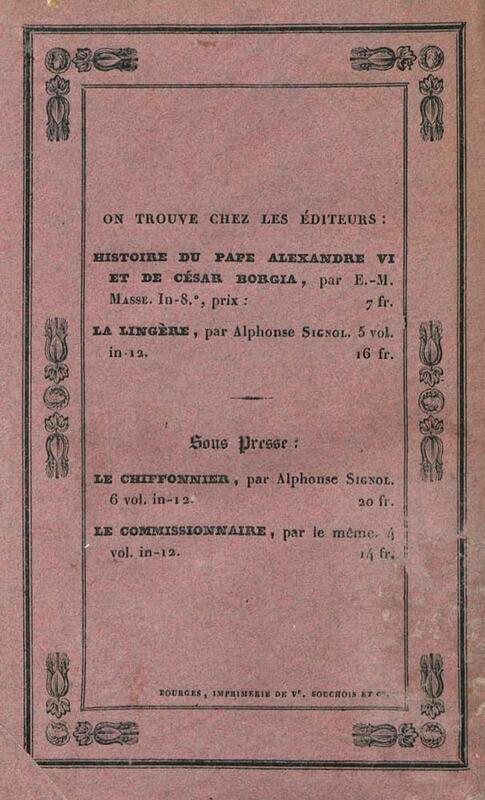 ON TROUVE CHEZ LES ÉDITEURS :
HISTOIRE DU PAPE ALEXANDRE VI
ET DE CÉSAR BORGIA, par E.-M.
MASSE. In-8.°, prix : 7 fr.
LA LINGÈRE, par Alphonse SIGNOL. 5 vol.
in-12. 16 fr.
Sous Presse :
LE CHIFFONNIER, par Alphonse SIGNOL.
6 vol. in-12. 20 fr.
LE COMMISSIONNAIRE, par le même. 4
vol. in-12. 14 fr.
BOURGES, IMPRIMERIE DE Ve. SOUCHOIS ET Ce.